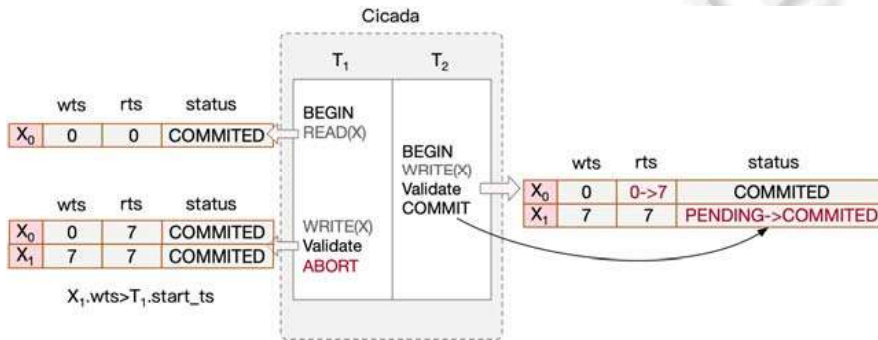 Cicada
T₁ T₂
wts rts status
X₀ 0 0 COMMITED
BEGIN
READ(X)
BEGIN
WRITE(X)
Validate
COMMIT
wts rts status
X₀ 0 0->7 COMMITED
X₁ 7 7 PENDING->COMMITED
wts rts status
X₀ 0 7 COMMITED
X₁ 7 7 COMMITED
WRITE(X)
Validate
ABORT
X₁.wts>T₁.start_ts